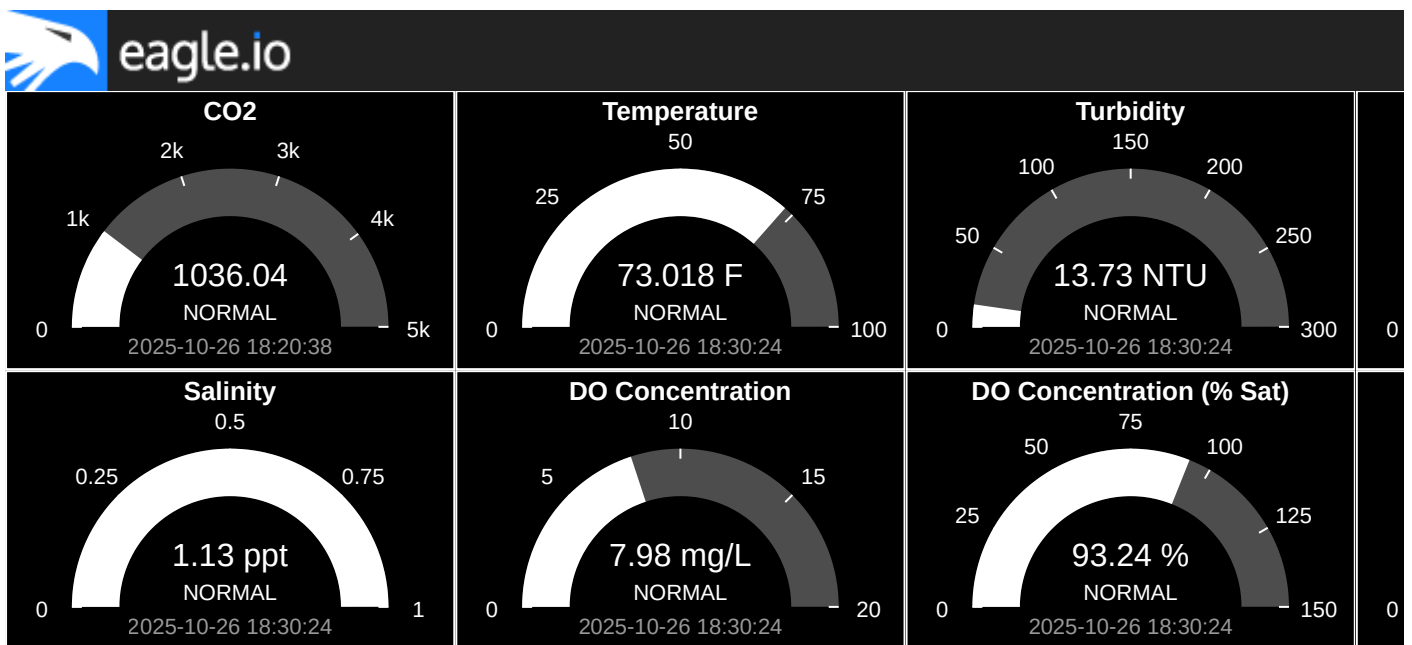 eagle.io
CO2
2k
3k
1k
4k
0
5k
1036.04
NORMAL
2025-10-26 18:20:38
Temperature
50
25
75
0
100
73.018 F
NORMAL
2025-10-26 18:30:24
Turbidity
150
100
200
50
250
0
300
13.73 NTU
NORMAL
2025-10-26 18:30:24
0
Salinity
0.5
0.25
0.75
0
1
1.13 ppt
NORMAL
2025-10-26 18:30:24
DO Concentration
10
5
15
0
20
7.98 mg/L
NORMAL
2025-10-26 18:30:24
DO Concentration (% Sat)
75
50
100
25
125
0
150
93.24 %
NORMAL
2025-10-26 18:30:24
0